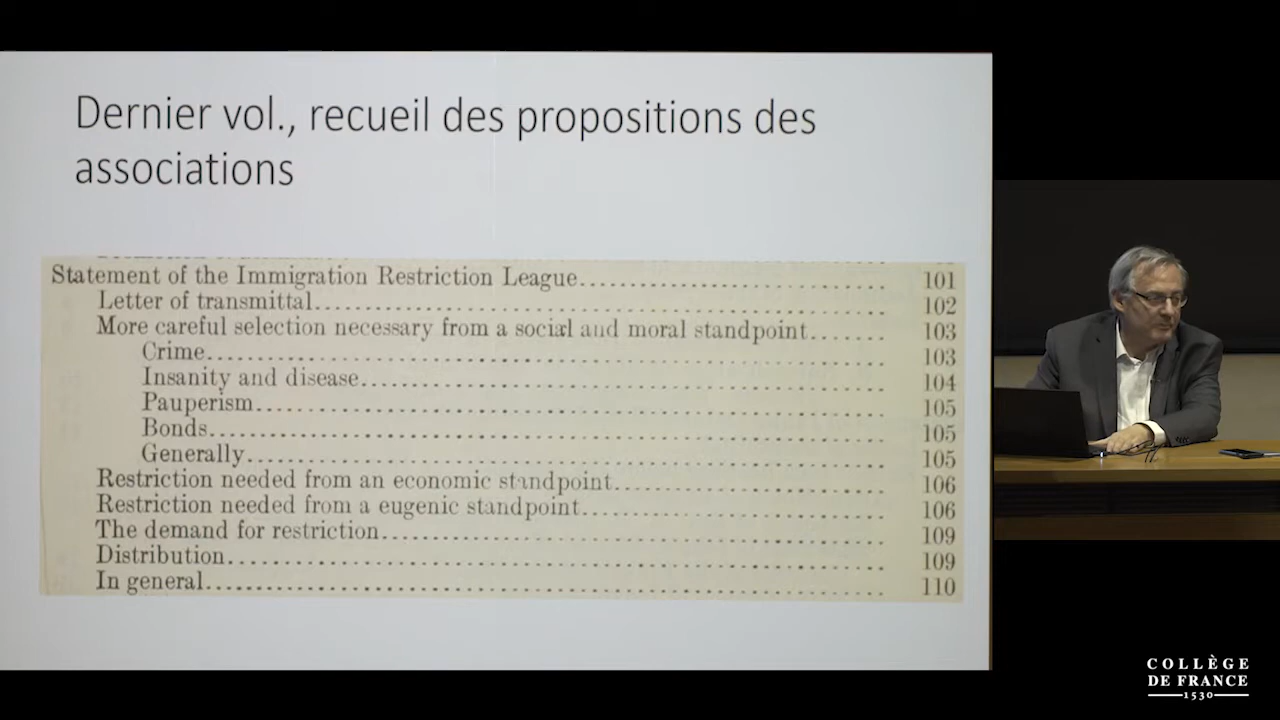 Dernier vol., recueil des propositions des
associations
Statement of the Immigration Restriction League 101
Letter of transmittal 102
More careful selection necessary from a social and moral standpoint 103
Crime 103
Insanity and disease 104
Pauperism 105
Bonds 105
Generally 105
Restriction needed from an economic standpoint 106
Restriction needed from a eugenic standpoint 106
The demand for restriction 109
Distribution 109
In general 110
COLLÈGE
DE FRANCE
1530